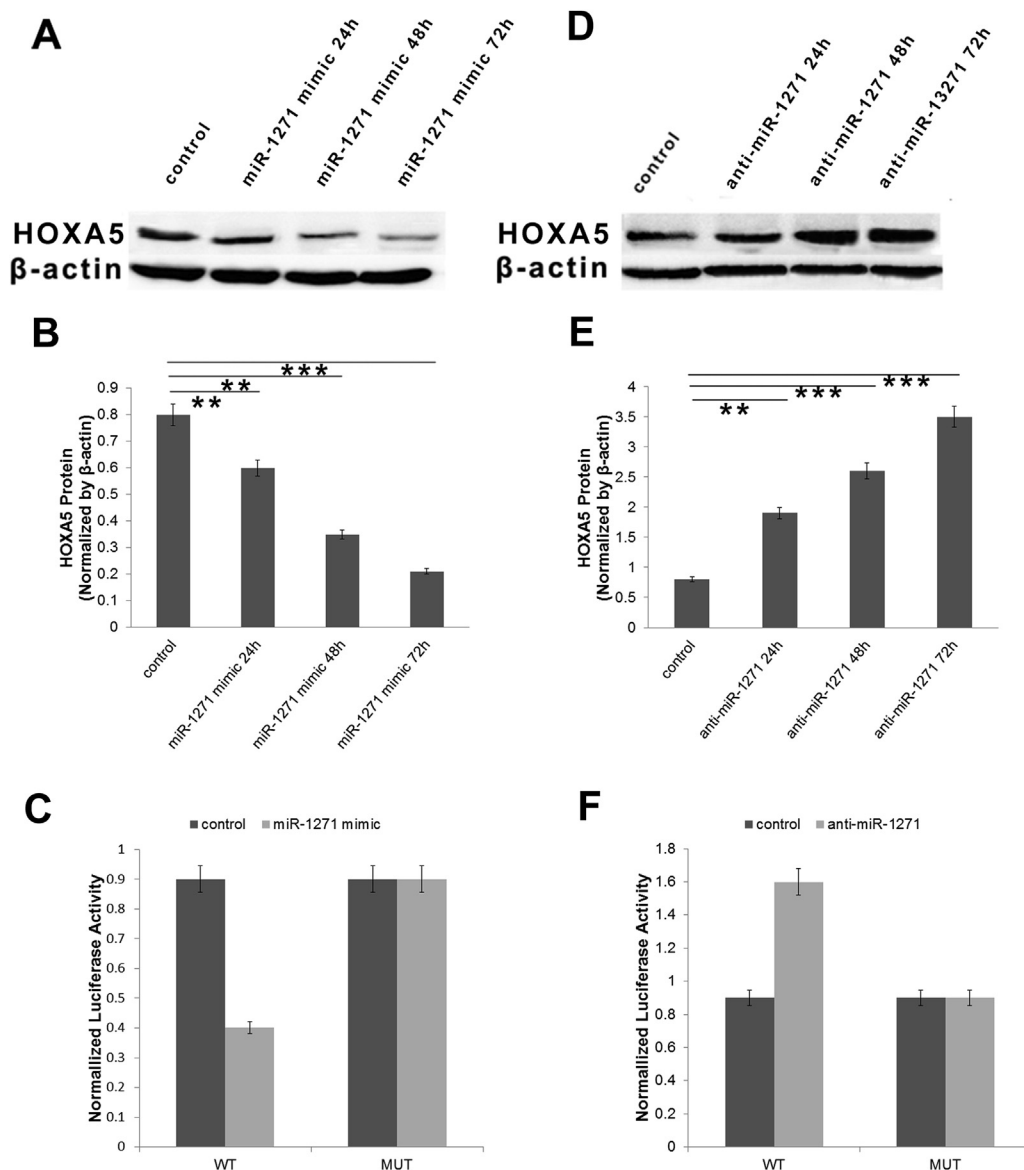 A
control
miR-1271 mimic 24h
miR-1271 mimic 48h
miR-1271 mimic 72h
HOXA5
β-actin
D
control
anti-miR-1271 24h
anti-miR-1271 48h
anti-miR-13271 72h
HOXA5
β-actin
B
***
**
**
HOXA5 Protein
(Normalized by β-actin)
0.9
0.8
0.7
0.6
0.5
0.4
0.3
0.2
0.1
0
control
miR-1271 mimic 24h
miR-1271 mimic 48h
miR-1271 mimic 72h
E
***
***
**
HOXA5 Protein
(Normalized by β-actin)
4
3.5
3
2.5
2
1.5
1
0.5
0
control
anti-miR-1271 24h
anti-miR-1271 48h
anti-miR-1271 72h
C
control miR-1271 mimic
Normallized Luciferase Activity
1
0.9
0.8
0.7
0.6
0.5
0.4
0.3
0.2
0.1
0
WT MUT
F
control anti-miR-1271
Normallized Luciferase Activity
1.8
1.6
1.4
1.2
1
0.8
0.6
0.4
0.2
0
WT MUT